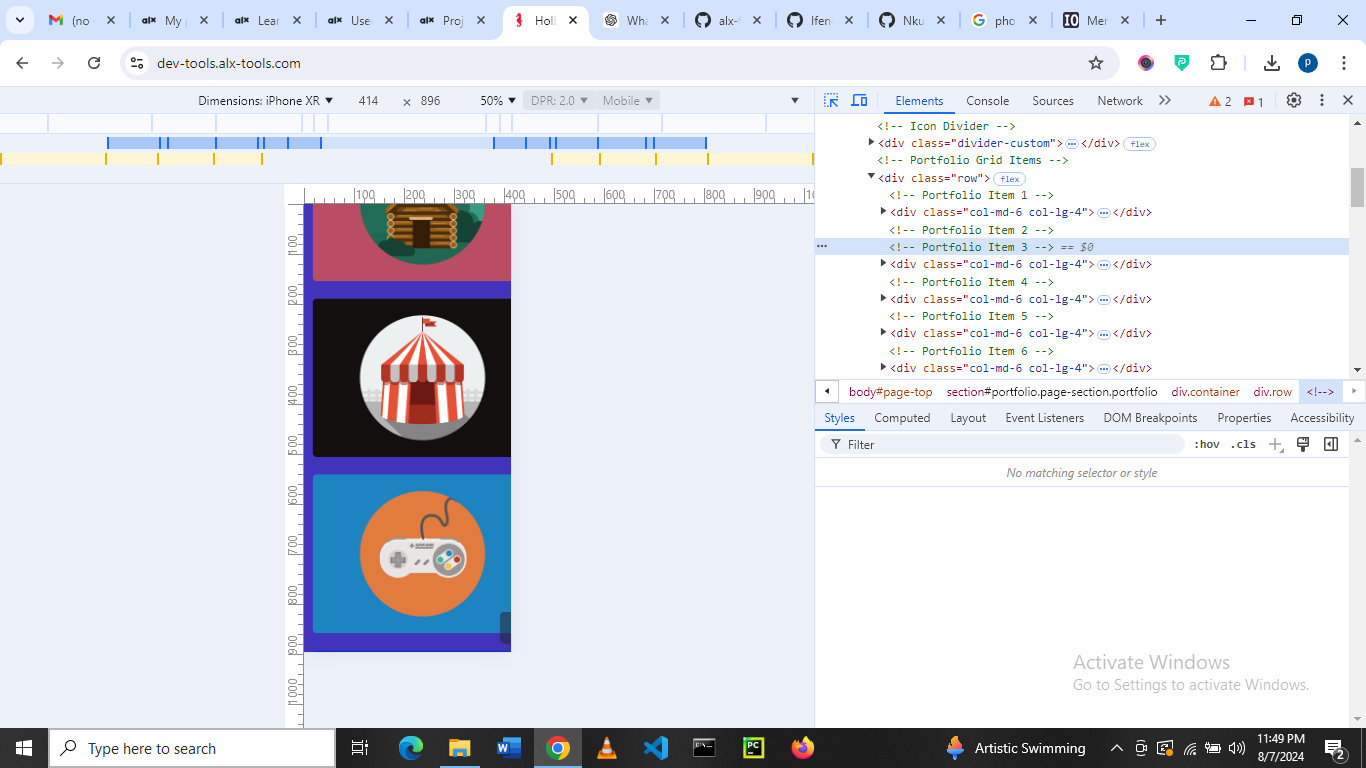 (no s
My p
Lear
Use
Proj
Holl
Wha
alx-
Ifen
Nku
pho
IO Mer
dev-tools.alx-tools.com
p
Dimensions: iPhone XR 414 × 896 50% DPR: 2.0 Mobile
Elements Console Sources Network 2 1
100 200 300 400 500 600 700 800 900
100
200
300
400
500
600
700
800
900
1000
<!-- Icon Divider -->
<div class="divider-custom"> … </div> flex
<!-- Portfolio Grid Items -->
<div class="row"> flex
<!-- Portfolio Item 1 -->
<div class="col-md-6 col-lg-4"> … </div>
<!-- Portfolio Item 2 -->
<!-- Portfolio Item 3 --> == $0
<div class="col-md-6 col-lg-4"> … </div>
<!-- Portfolio Item 4 -->
<div class="col-md-6 col-lg-4"> … </div>
<!-- Portfolio Item 5 -->
<div class="col-md-6 col-lg-4"> … </div>
<!-- Portfolio Item 6 -->
<div class="col-md-6 col-lg-4"> … </div>
body#page-top section#portfolio.page-section.portfolio div.container div.row <!-->
Styles Computed Layout Event Listeners DOM Breakpoints Properties Accessibility
Filter :hov .cls
No matching selector or style
Activate Windows
Go to Settings to activate Windows.
Type here to search
Artistic Swimming
11:49 PM
8/7/2024
2